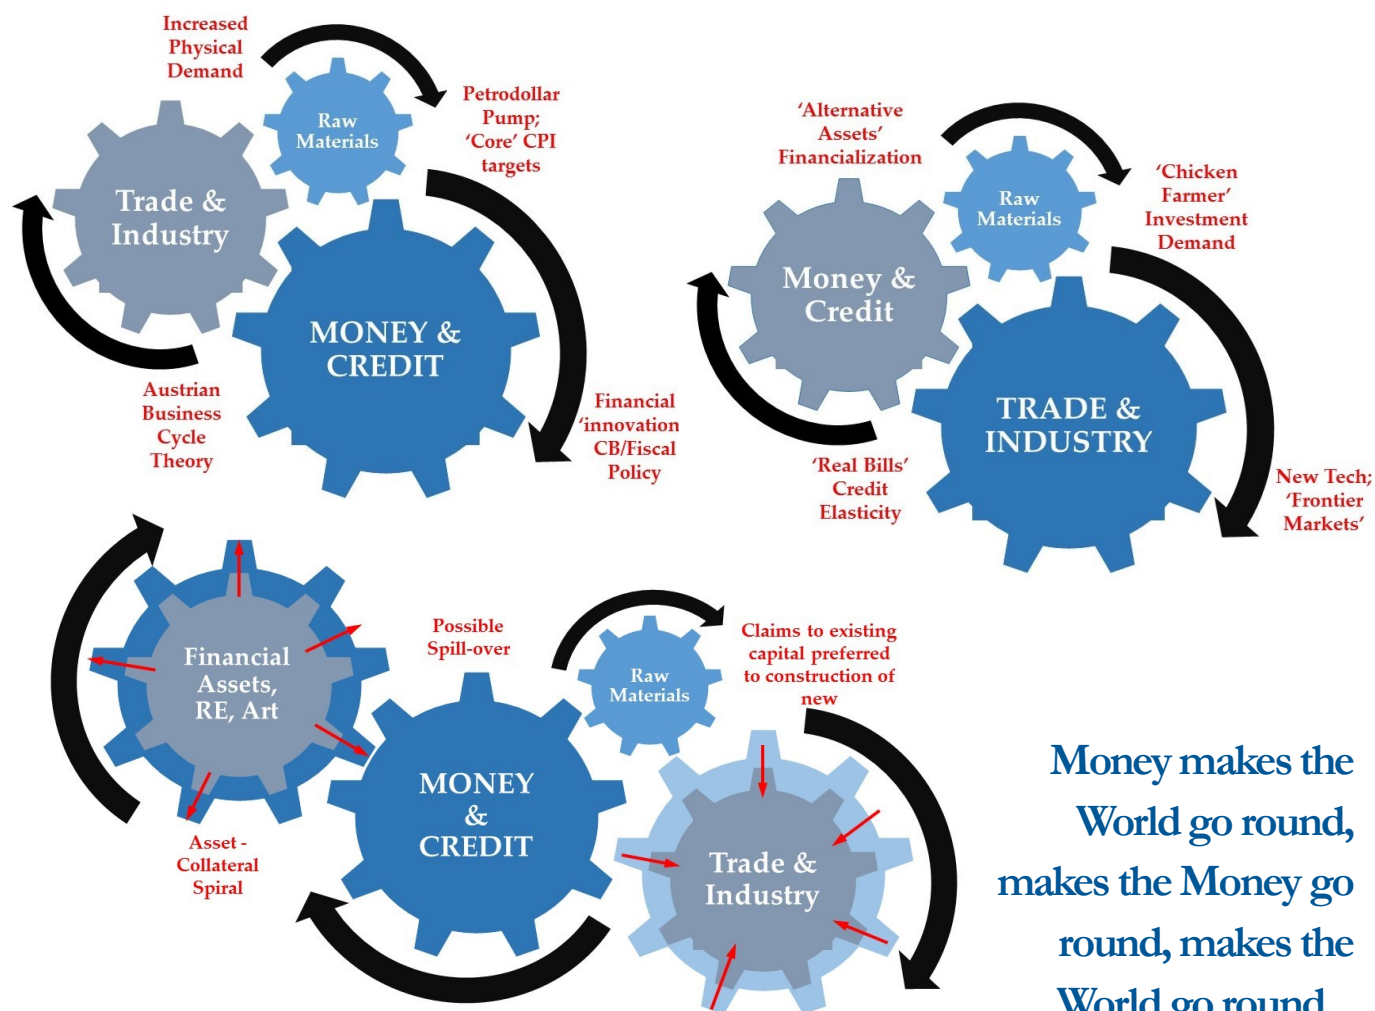 Increased
Physical
Demand
Raw
Materials
Petrodollar
Pump;
‘Core’ CPI
targets
Trade &
Industry
MONEY &
CREDIT
Austrian
Business
Cycle
Theory
Financial
‘innovation
CB/Fiscal
Policy
‘Alternative
Assets’
Financialization
Raw
Materials
‘Chicken
Farmer’
Investment
Demand
Money &
Credit
TRADE &
INDUSTRY
‘Real Bills’
Credit
Elasticity
New Tech;
‘Frontier
Markets’
Financial
Assets,
RE, Art
Possible
Spill-over
Raw
Materials
Claims to existing
capital preferred
to construction of
new
MONEY
&
CREDIT
Asset -
Collateral
Spiral
Trade &
Industry
Money makes the
World go round,
makes the Money go
round, makes the
World go round